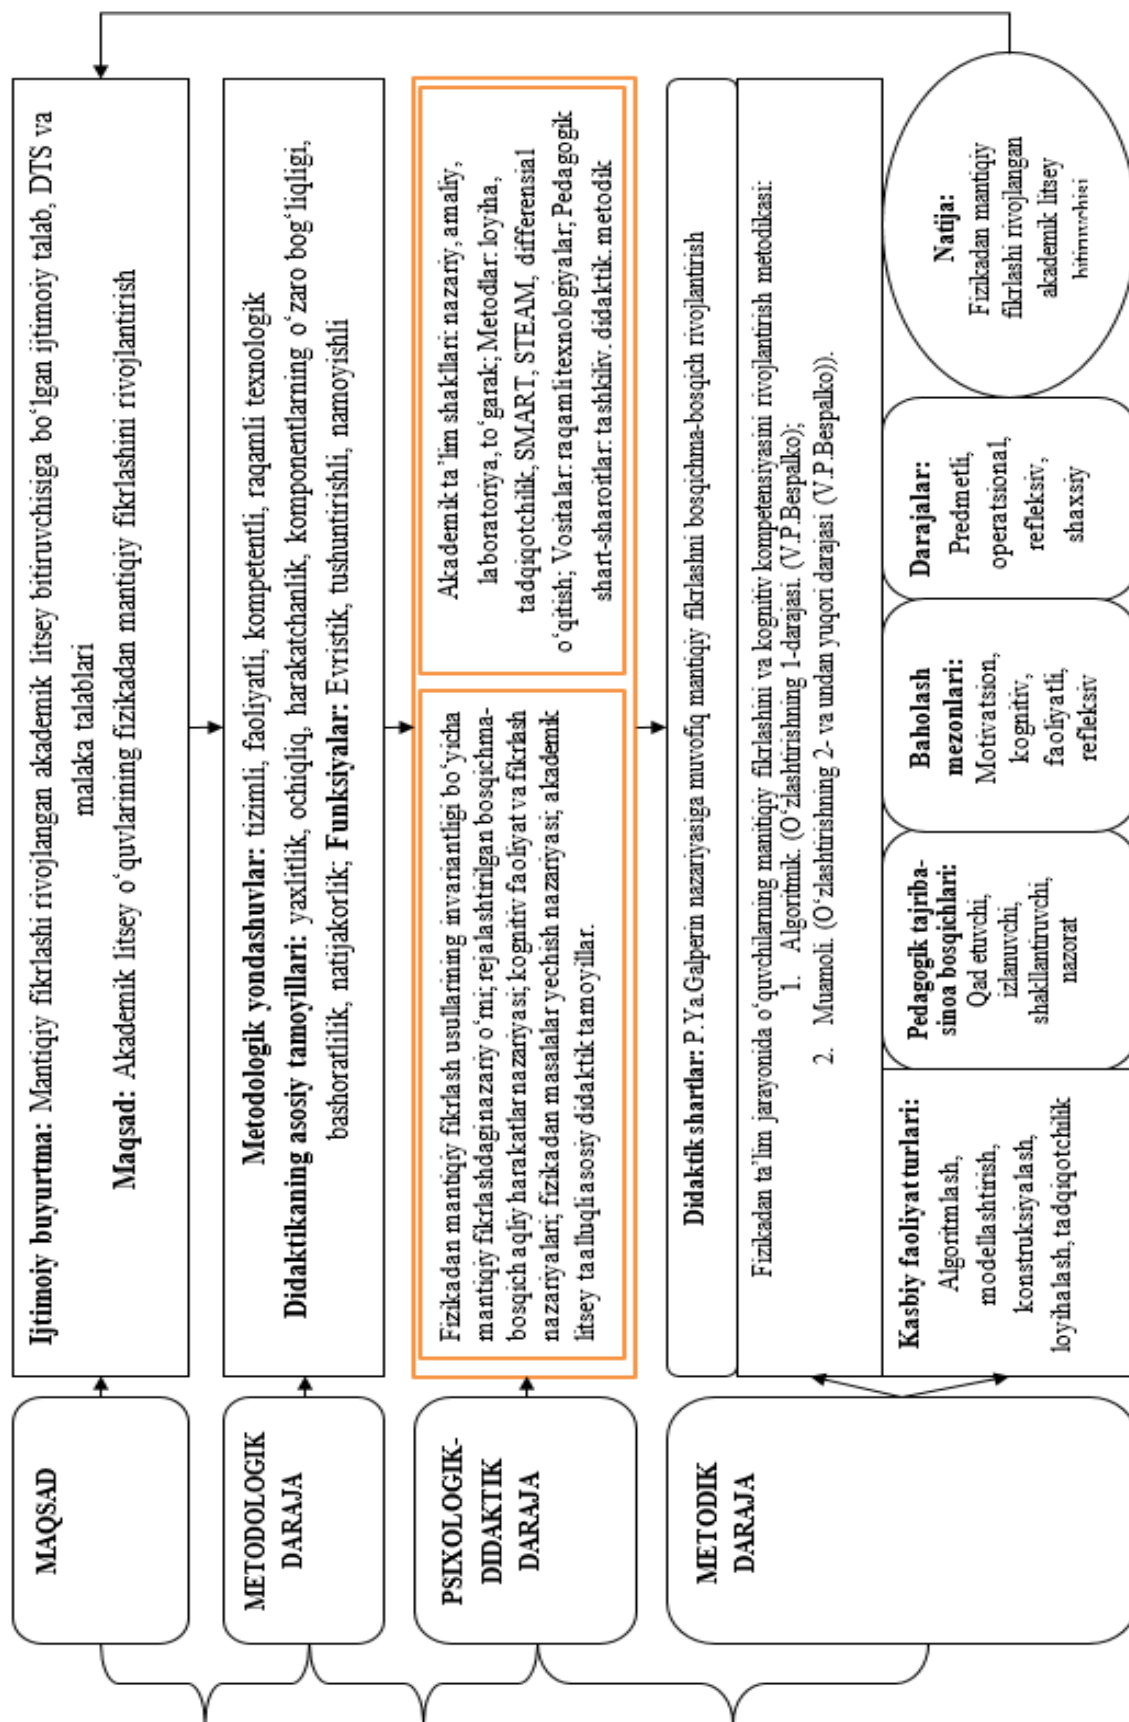 MAQSAD
Ijtimoiy buyurtma: Mantiqiy fikrlashi rivojlangan akademik litsey bitiruvchisiga bo‘lgan ijtimoiy talab, DTS va
malaka talablari
Maqsad: Akademik litsey o‘quvlarining fizikadan mantiqiy fikrlashini rivojlantirish
METODOLOGIK
DARAJA
Metodologik yondashuvlar: tizimli, faoliyatli, kompetentli, raqamli texnologik
Didaktikaning asosiy tamoyillari: yaxlitlik, ochiqliq, harakatchanlik, komponentlarning o‘zaro bog‘liqligi,
bashoratlilik, natijakorlik; Funksiyalar: Evristik, tushuntirishli, namoyishli
PSIXOLOGIK-
DIDAKTIK
DARAJA
Fizikadan mantiqiy fikrlash usullarining invariantligi bo‘yicha
mantiqiy fikrlashdagi nazariy o‘rni; rejalashtirilgan bosqichma-
bosqich aqliy harakatlar nazariyasi; kognitiv faoliyat va fikrlash
nazariyalari; fizikadan masalalar yechish nazariyasi; akademik
litsey taalluqli asosiy didaktik tamoyillar.
Akademik ta’lim shakllari: nazariy, amaliy,
laboratoriya, to‘garak; Metodlar: loyiha,
tadqiqotchilik, SMART, STEAM, differensial
o‘qitish; Vositalar: raqamli texnologiyalar; Pedagogik
shart-sharoitlar: tashkiliy, didaktik, metodik
METODIK
DARAJA
Didaktik shartlar: P.Ya.Galperin nazariyasiga muvofiq mantiqiy fikrlashni bosqichma-bosqich rivojlantirish
Fizikadan ta’lim jarayonida o‘quvchilarning manitiqiy fikrlashini va kognitiv kompetensiyasini rivojlantirish metodikasi:
1. Algoritmik. (O‘zlashtirishning 1-darajasi. (V.P.Bespalko);
2. Muamoli. (O‘zlashtirishning 2- va undan yuqori darajasi (V.P.Bespalko)).
Kasbiy faoliyat turlari:
Algoritmlash,
modellashtirish,
konstruksiyalash,
loyihalash, tadqiqotchilik
Pedagogik tajriba-
sinoa bosqichlari:
Qad etuvchi,
izlanuvchi,
shakllantiruvchi,
nazorat
Baholash
mezonlari:
Motivatsion,
kognitiv,
faoliyatli,
refleksiv
Darajalar:
Predmetli,
operatsional,
refleksiv,
shaxsiy
Natija:
Fizikadan mantiqiy
fikrlashi rivojlangan
akademik litsey
bitiruvchisi